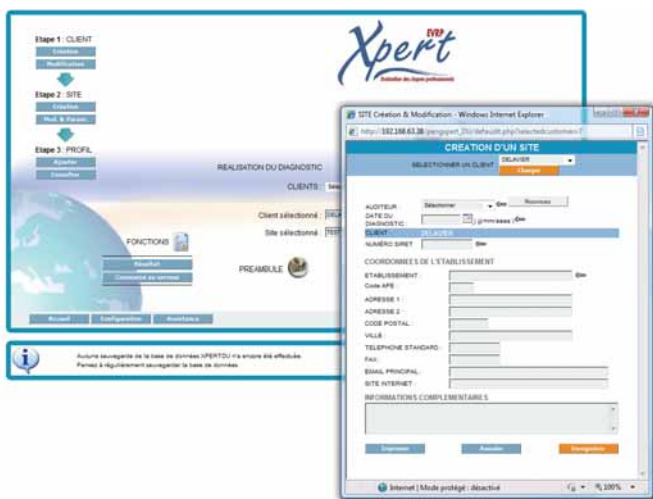 Etape 1 : CLIENT
Création
Modification
Etape 2 : SITE
Création
Mod. & Param.
Etape 3 : PROFIL
Ajouter
Connaître
Xpert
EVRP
Evaluation des risques professionnels
REALISATION DU DIAGNOSTIC
CLIENTS :
Client sélectionné :
Site sélectionné : TEST
FONCTIONS
Résultat
PREAMBULE
Accueil
Configuration
Assistance
Aucune sauvegarde de la base de données XPERTDU n'a encore été effectuée.
Pensez à régulièrement sauvegarder la base de données.
SITE Création & Modification - Windows Internet Explorer
CREATION D'UN SITE
SELECTIONNER UN CLIENT
DELAVIER
Changer
AUDITEUR :
Sélectionner
Nouveau
DATE DU
DIAGNOSTIC :
CLIENT
DELAVIER
NUMÉRO SIRET
COORDONNEES DE L'ETABLISSEMENT
ETABLISSEMENT :
Code APE :
ADRESSE 1 :
ADRESSE 2 :
CODE POSTAL :
VILLE :
TELEPHONE STANDARD :
FAX :
EMAIL PRINCIPAL :
SITE INTERNET :
INFORMATIONS COMPLEMENTAIRES
Imprimer
Annuler
Enregistrer
Internet | Mode protégé : désactivé
100%